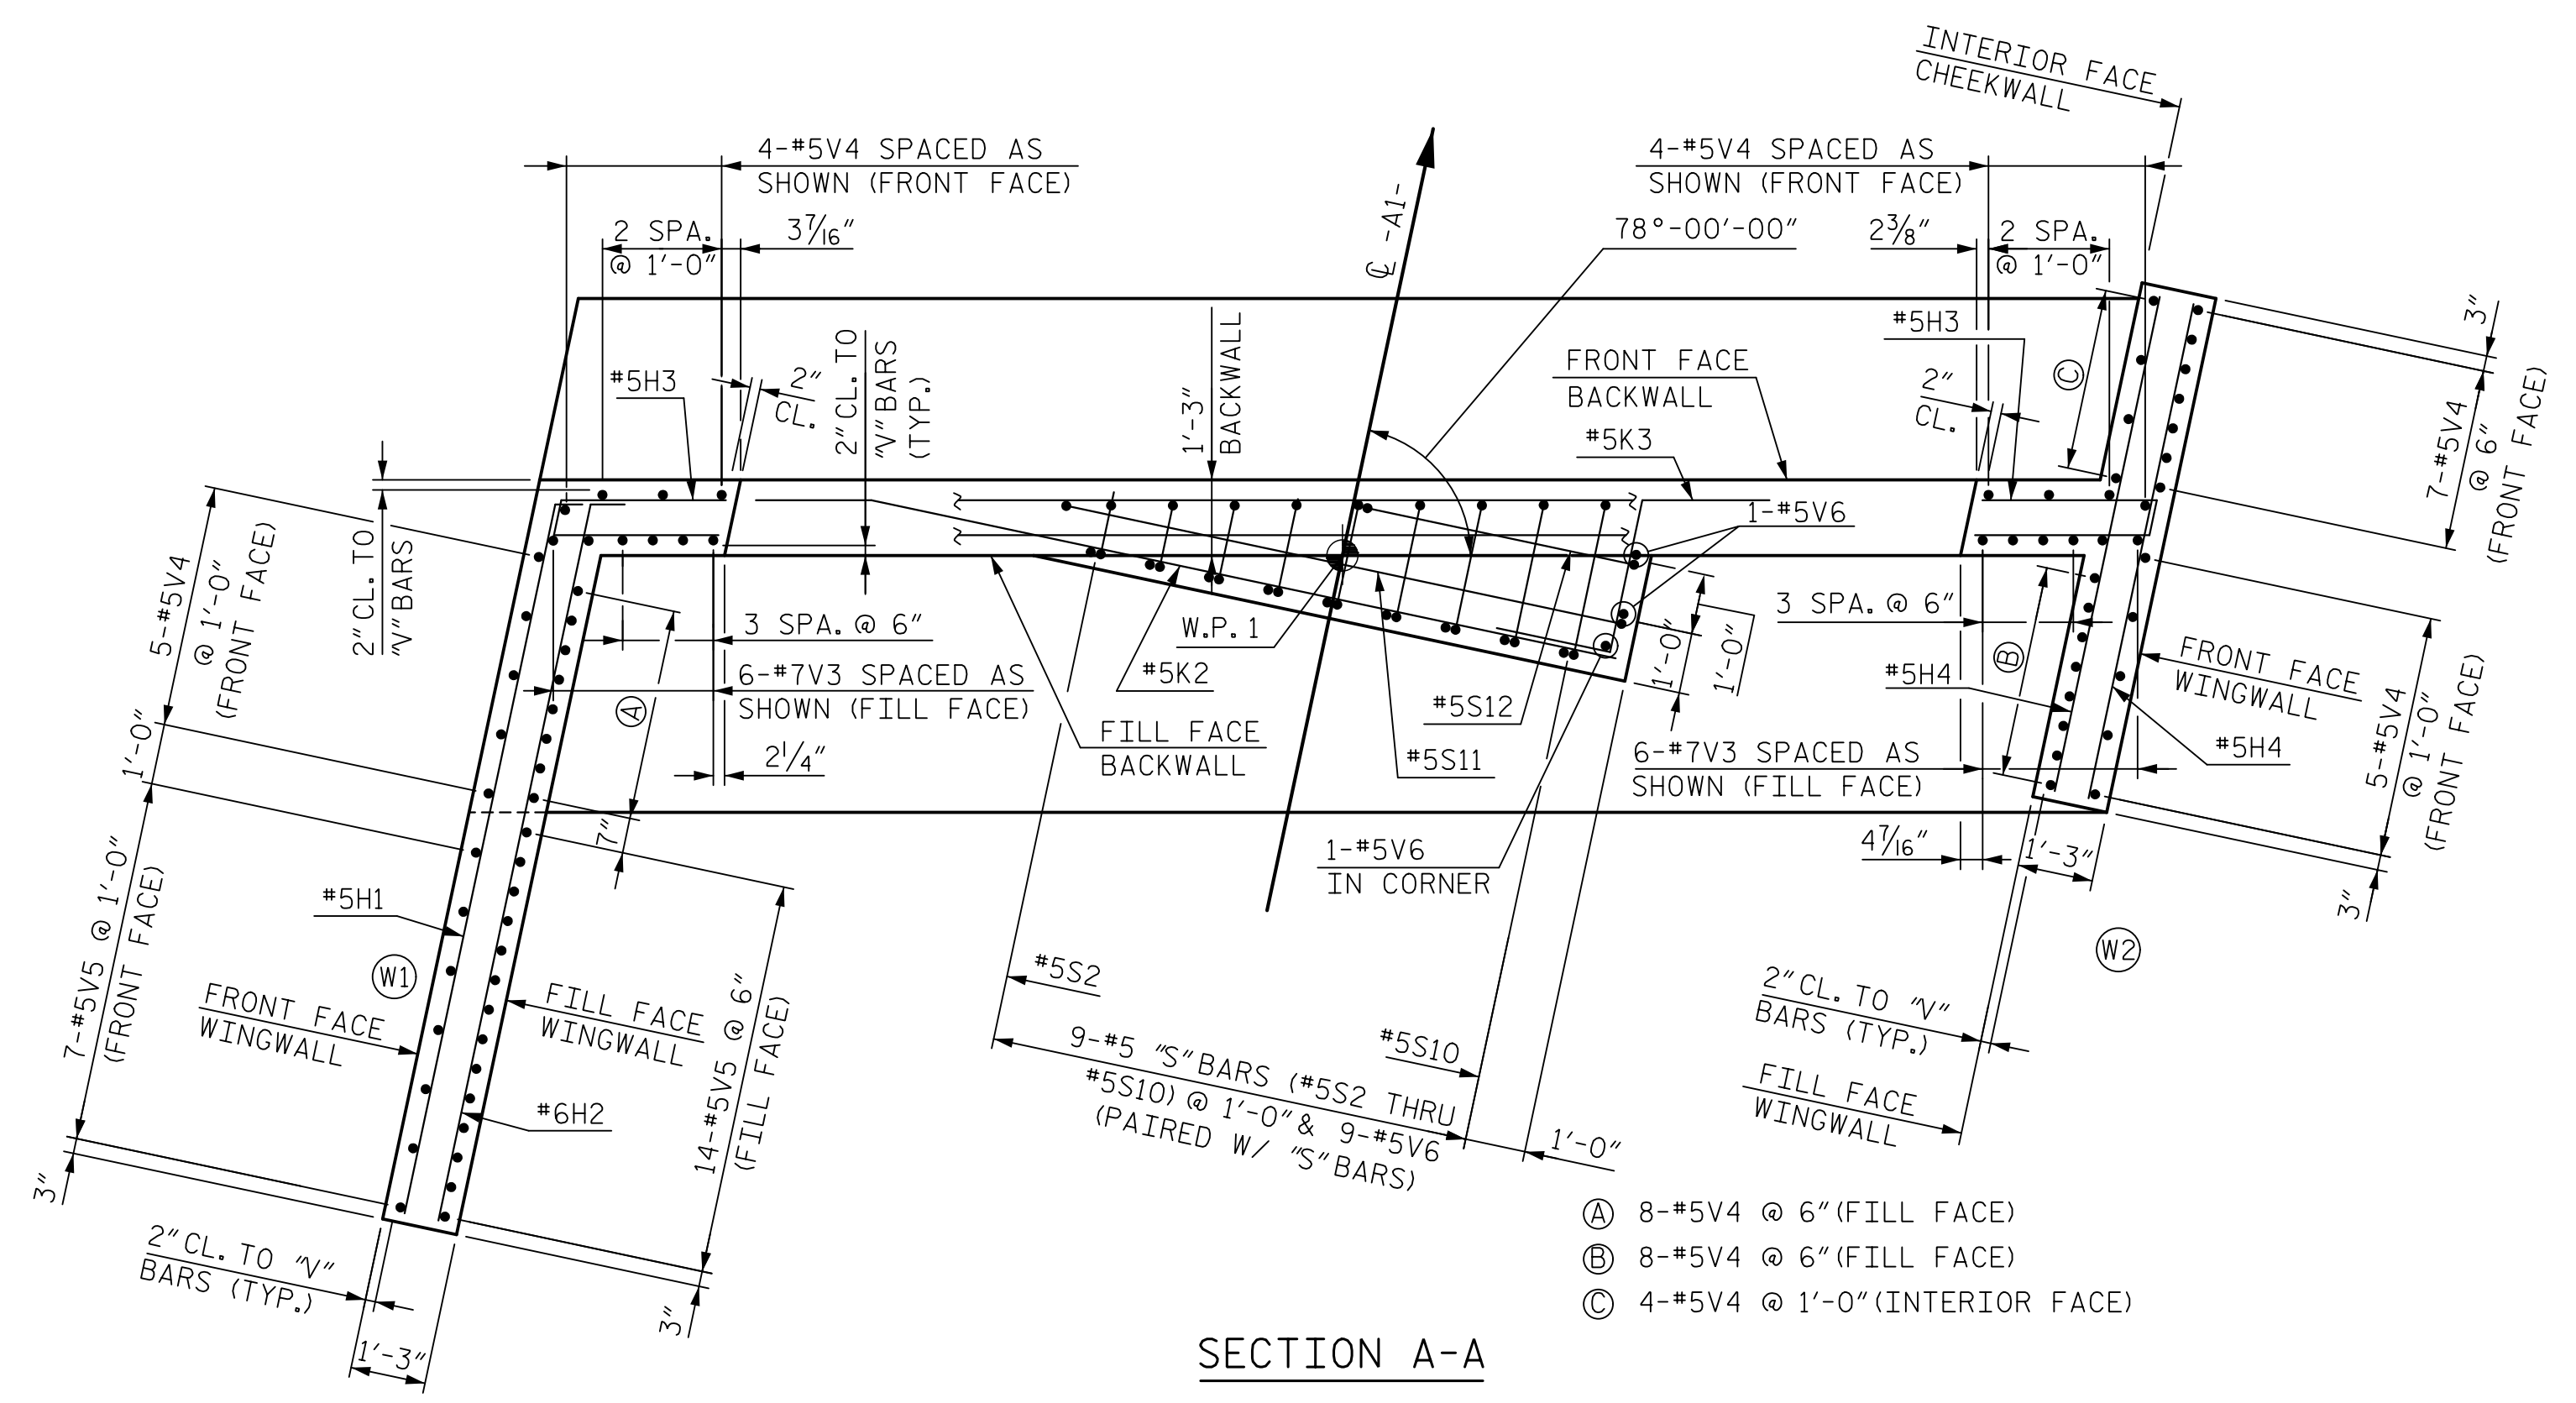 INTERIOR FACE
CHEEKWALL
4-#5V4 SPACED AS
SHOWN (FRONT FACE)
4-#5V4 SPACED AS
SHOWN (FRONT FACE)
2 SPA.
@ 1'-0"
3 7/16"
℄ -A1-
78°-00'-00"
2 3/8"
2 SPA.
@ 1'-0"
3"
7-#5V4
@ 6"
(FRONT FACE)
#5H3
2"
CL.
2" CL. TO
"V" BARS
(TYP.)
1'-3"
BACKWALL
FRONT FACE
BACKWALL
#5K3
#5H3
2"
CL.
C
1-#5V6
5-#5V4
@ 1'-0"
(FRONT FACE)
2" CL. TO
"V" BARS
3 SPA. @ 6"
W.P. 1
#5K2
3 SPA. @ 6"
B
#5H4
FRONT FACE
WINGWALL
#5H4
5-#5V4
@ 1'-0"
(FRONT FACE)
1'-0"
1'-0"
A
6-#7V3 SPACED AS
SHOWN (FILL FACE)
2 1/4"
FILL FACE
BACKWALL
#5S12
#5S11
6-#7V3 SPACED AS
SHOWN (FILL FACE)
1'-0"
7"
1-#5V6
IN CORNER
4 7/16"
1'-3"
3"
7-#5V5 @ 1'-0"
(FRONT FACE)
#5H1
W1
FRONT FACE
WINGWALL
FILL FACE
WINGWALL
14-#5V5 @ 6"
(FILL FACE)
#6H2
#5S2
#5S10
9-#5 "S" BARS (#5S2 THRU
#5S10) @ 1'-0" & 9-#5V6
(PAIRED W/ "S" BARS)
1'-0"
W2
2" CL. TO "V"
BARS (TYP.)
FILL FACE
WINGWALL
3"
2" CL. TO "V"
BARS (TYP.)
1'-3"
3"
A 8-#5V4 @ 6" (FILL FACE)
B 8-#5V4 @ 6" (FILL FACE)
C 4-#5V4 @ 1'-0" (INTERIOR FACE)
SECTION A-A